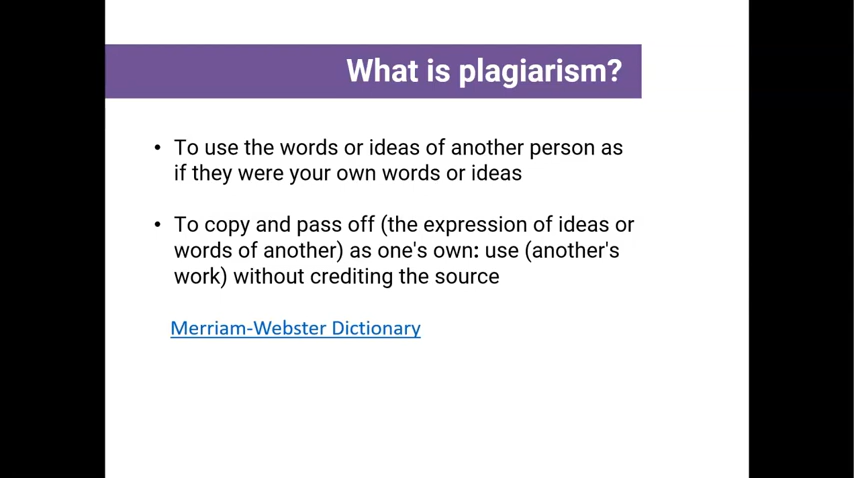 What is plagiarism?
• To use the words or ideas of another person as
if they were your own words or ideas
• To copy and pass off (the expression of ideas or
words of another) as one's own: use (another's
work) without crediting the source
Merriam-Webster Dictionary